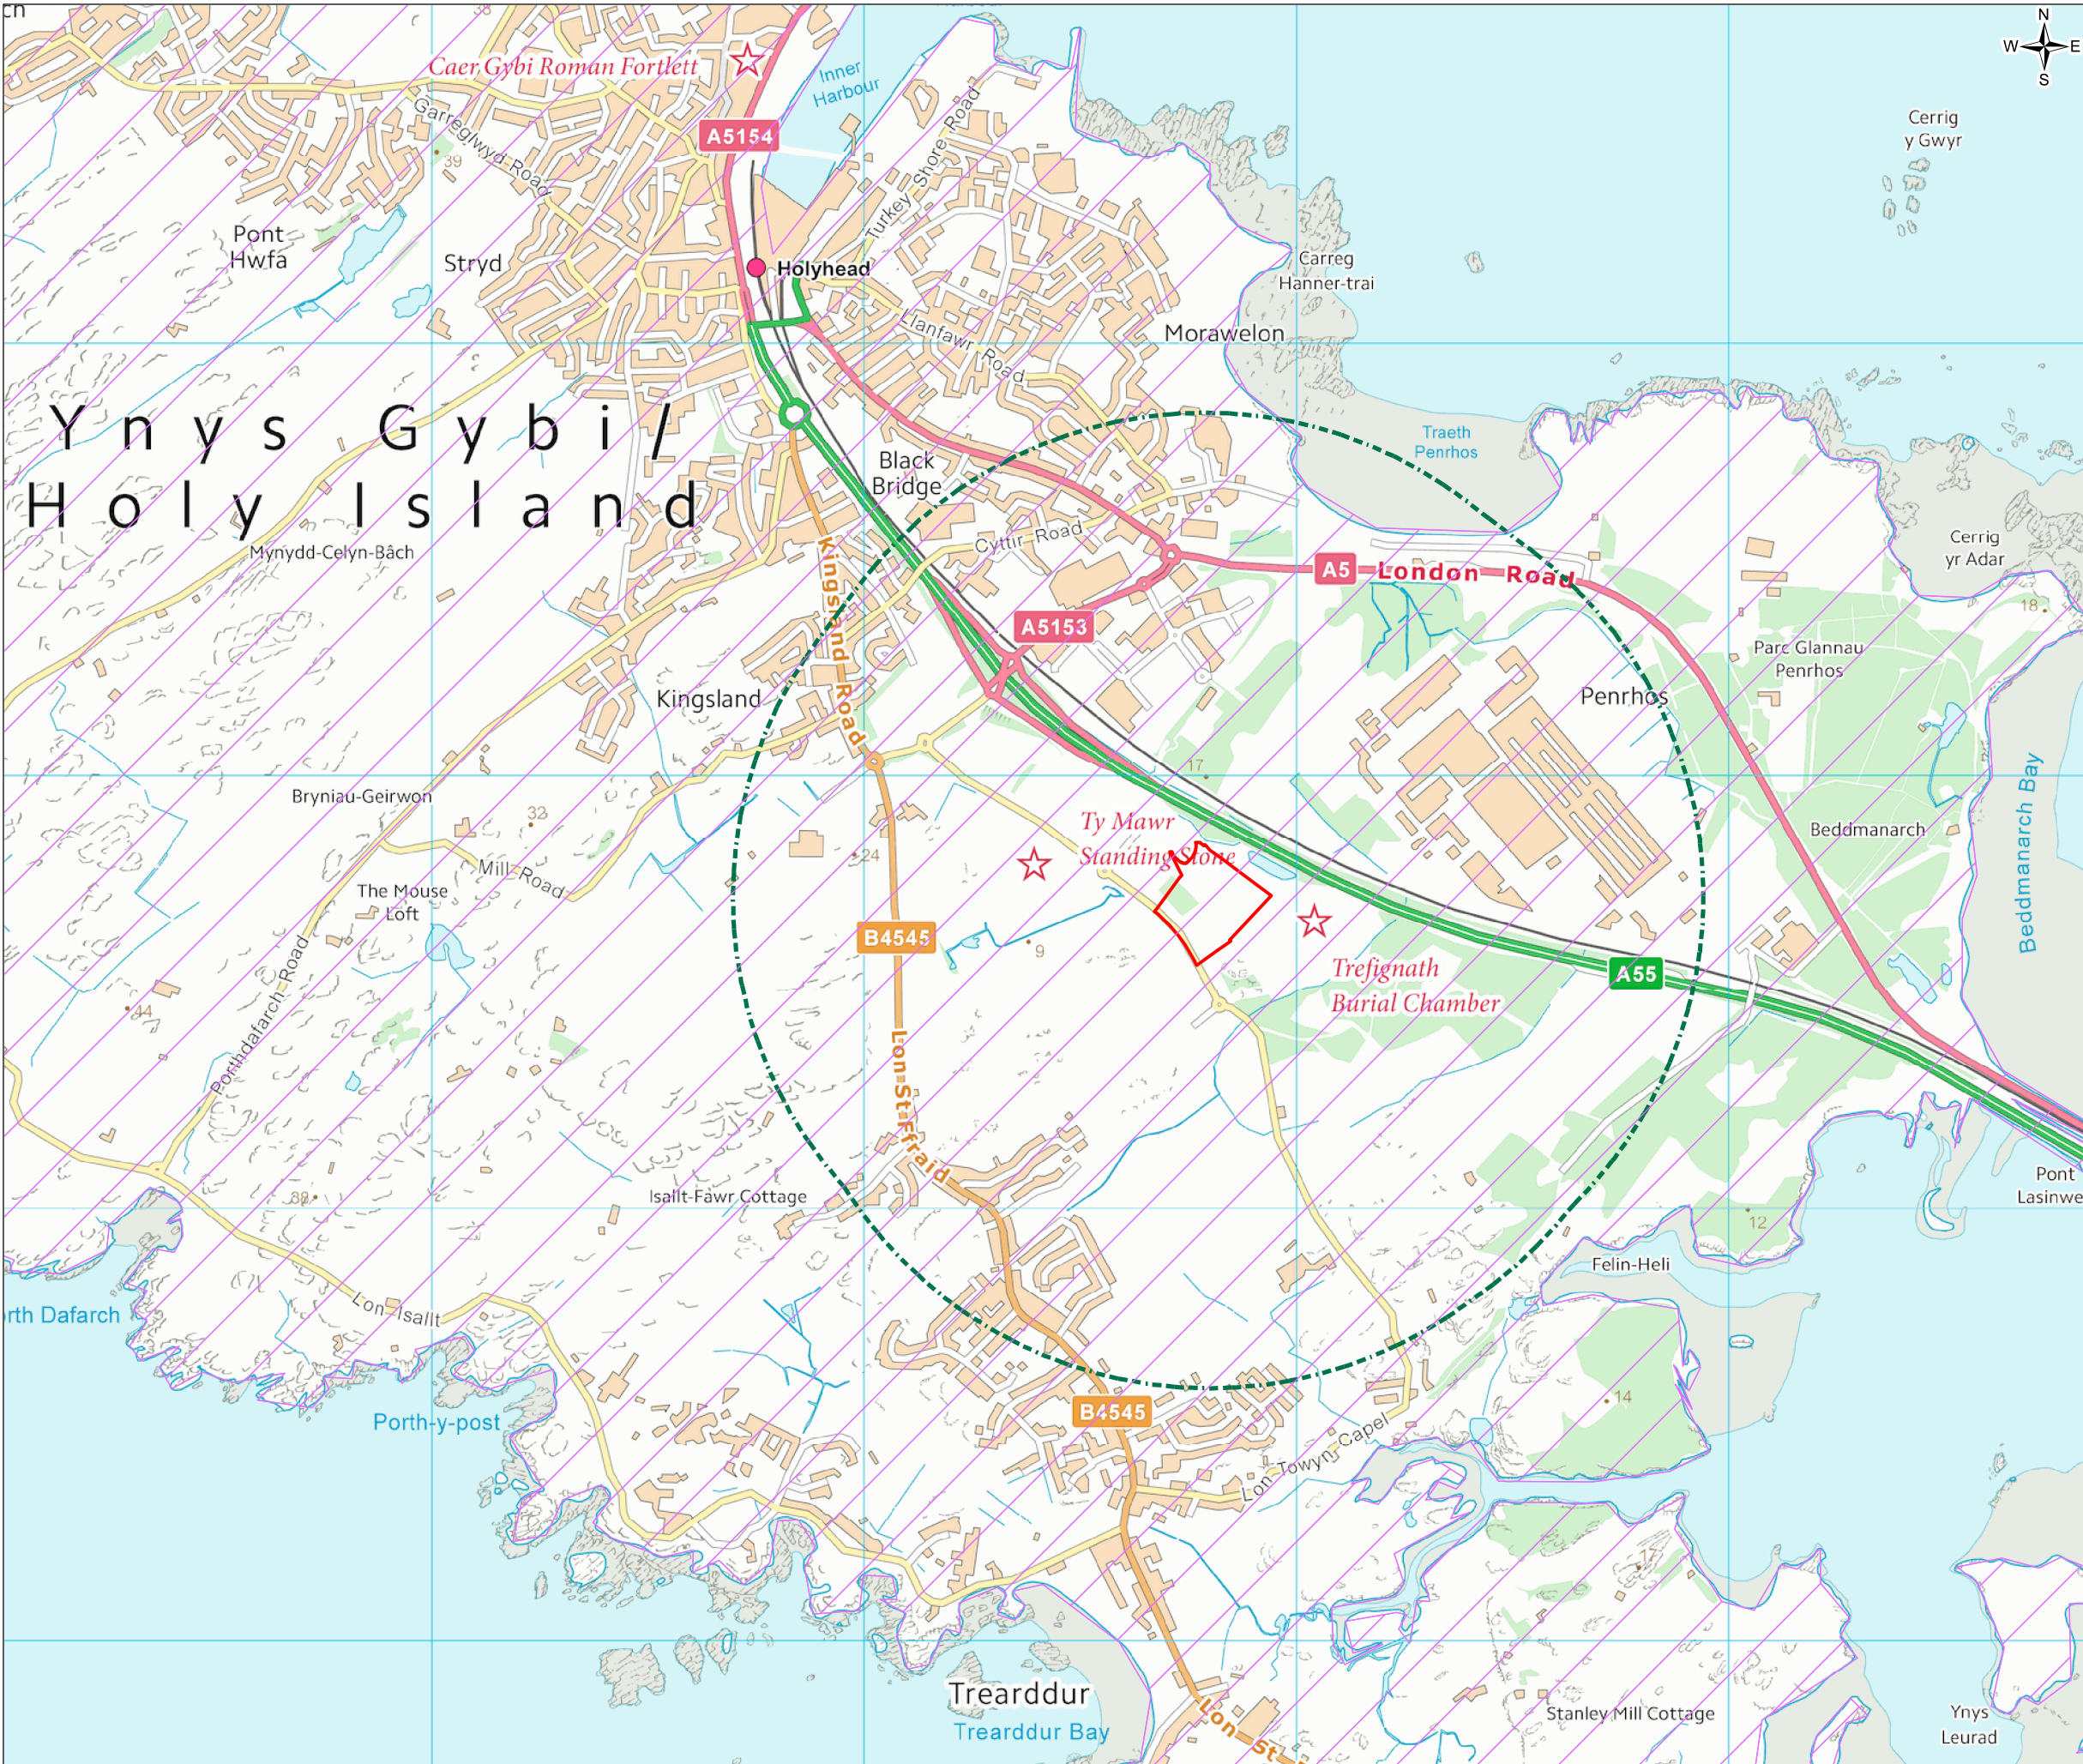 N
W E
S
Caer Gybi Roman Fortlett
Inner
Harbour
A5154
Garreglwyd Road
39
Turkey Shore Road
Cerrig
y Gwyr
Pont
Hwfa
Stryd
Holyhead
Carreg
Hanner-trai
Llanfawr Road
Morawelon
Ynys Gybi /
Holy Island
Black
Bridge
Traeth
Penrhos
Mynydd-Celyn-Bâch
Cyttir Road
Cerrig
yr Adar
A5
London Road
Kingsland Road
A5153
18
Parc Glannau
Penrhos
Kingsland
Penrhos
17
Bryniau-Geirwon
32
Ty Mawr
Standing Stone
Beddmanarch
Beddmanarch Bay
24
Mill Road
The Mouse
Loft
B4545
9
Trefignath
Burial Chamber
A55
44
Porthdafarch Road
Lon St Ffraid
Isallt-Fawr Cottage
Pont
Lasinwe
12
Felin-Heli
rth Dafarch
Lon Isallt
14
Porth-y-post
B4545
Lon Towyn Capel
Trearddur
Trearddur Bay
Lon St
Stanley Mill Cottage
Ynys
Leurad